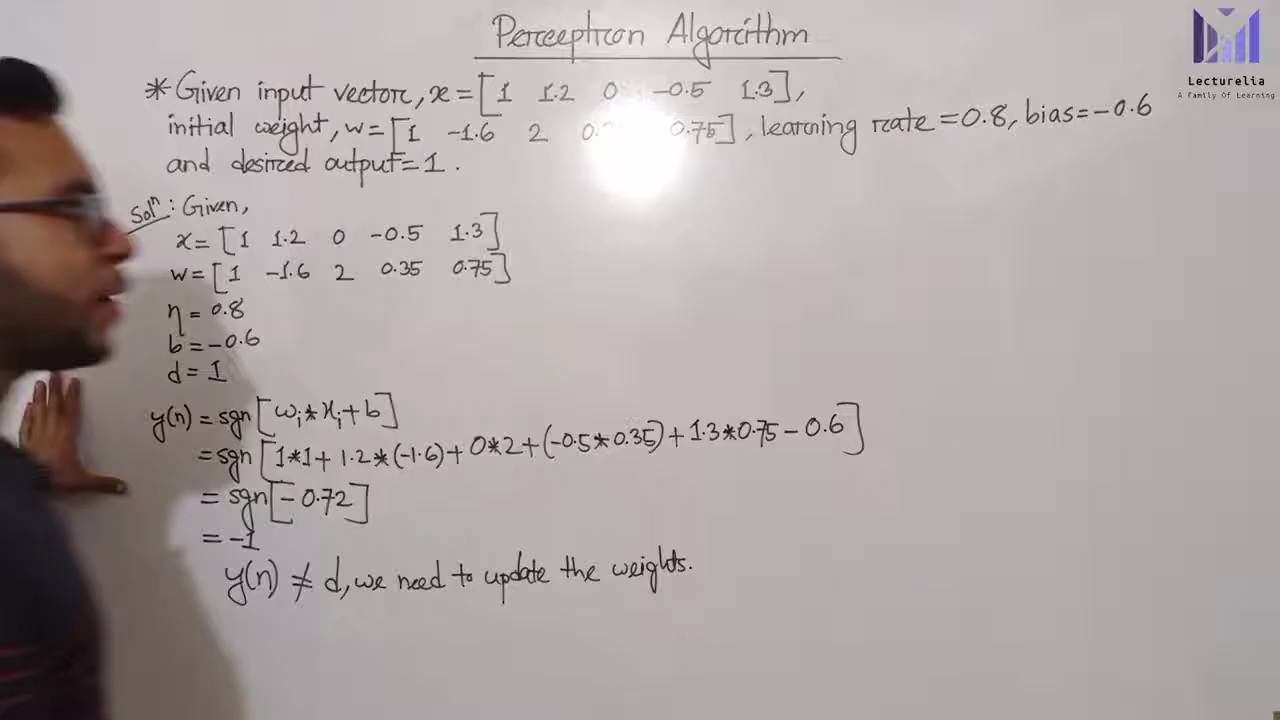 Perceptron Algorithm
Lecturelia
A Family Of Learning
*Given input vector, x = [1 1.2 0 -0.5 1.3],
initial weight, w = [1 -1.6 2 0. 0.75], learning rate = 0.8, bias = -0.6
and desired output = 1.
Solⁿ: Given,
x = [1 1.2 0 -0.5 1.3]
w = [1 -1.6 2 0.35 0.75]
η = 0.8
b = -0.6
d = 1
y(n) = sgn[wᵢ*xᵢ+b]
= sgn[1*1+1.2*(-1.6)+0*2+(-0.5*0.35)+1.3*0.75-0.6]
= sgn[-0.72]
= -1
y(n) ≠ d, we need to update the weights.